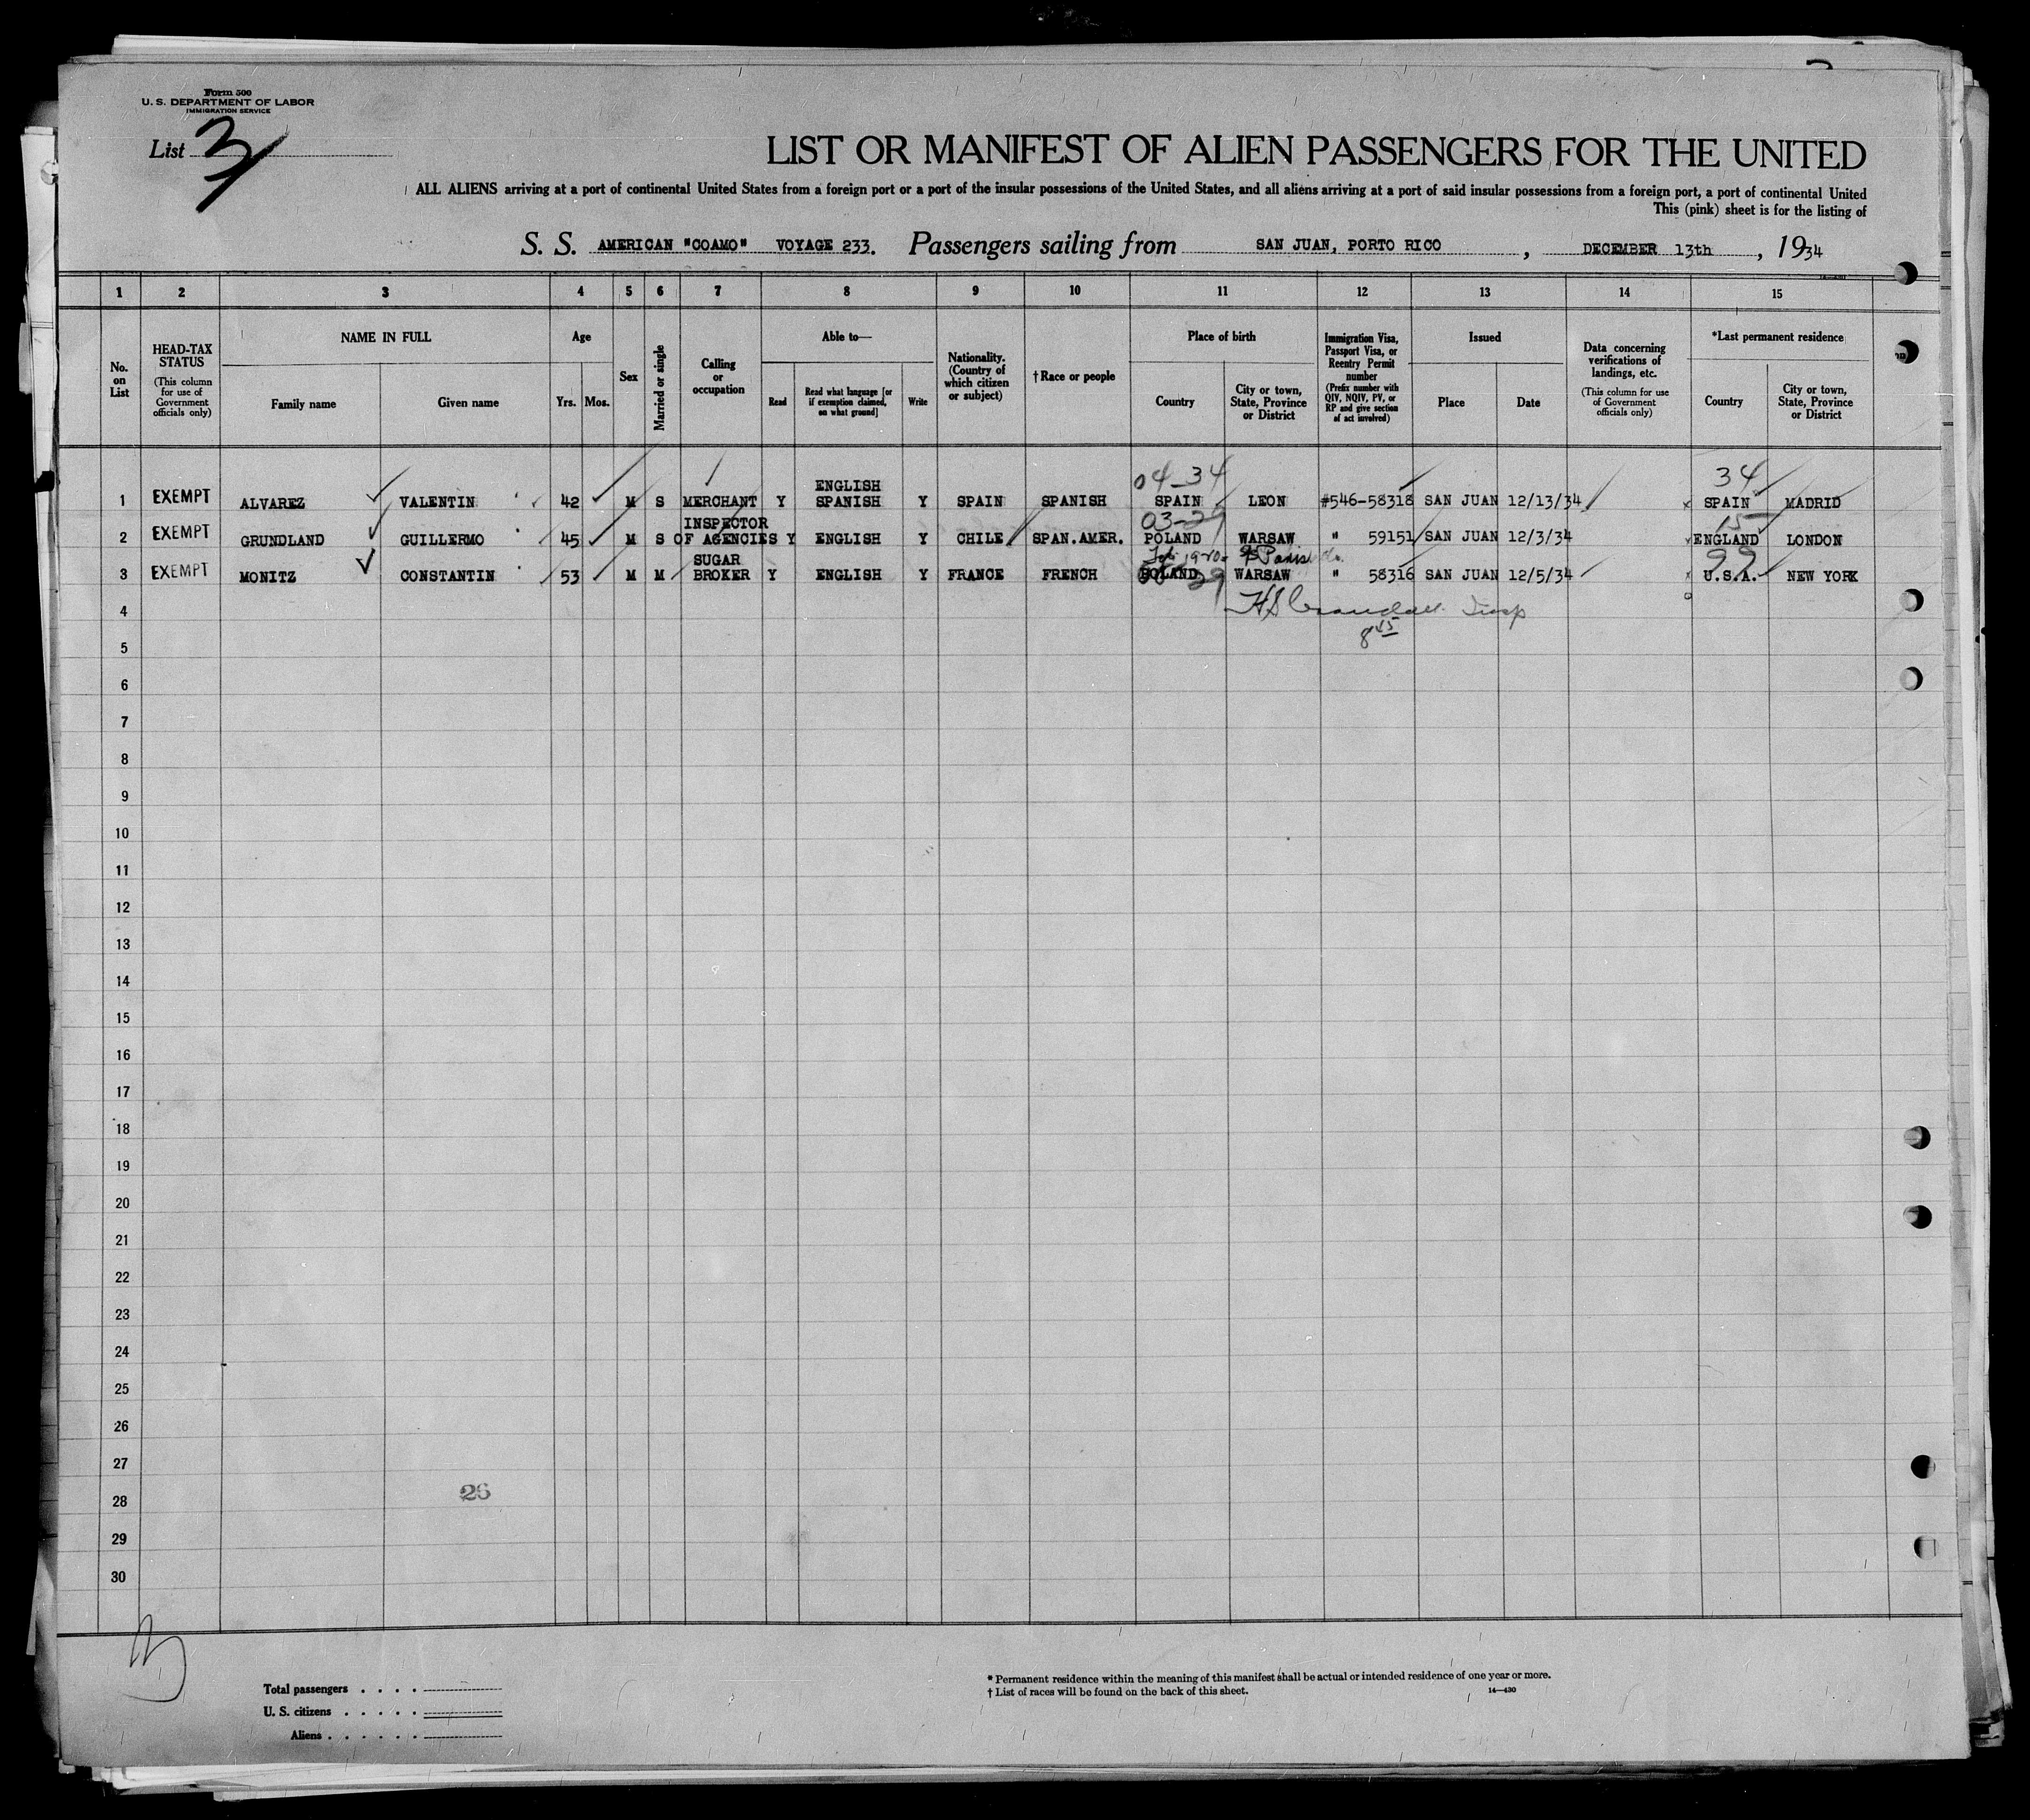 Form 500
U. S. DEPARTMENT OF LABOR
IMMIGRATION SERVICE
List 3
LIST OR MANIFEST OF ALIEN PASSENGERS FOR THE UNITED
ALL ALIENS arriving at a port of continental United States from a foreign port or a port of the insular possessions of the United States, and all aliens arriving at a port of said insular possessions from a foreign port, a port of continental United
This (pink) sheet is for the listing of
S. S. AMERICAN "COAMO" VOYAGE 233. Passengers sailing from SAN JUAN, PORTO RICO, DECEMBER 13th, 1934
1 2 3 4 5 6 7 8 9 10 11 12 13 14 15
No. on List
HEAD-TAX STATUS (This column for use of Government officials only)
NAME IN FULL
Family name
Given name
Age
Yrs.
Mos.
Sex
Married or single
Calling or occupation
Able to—
Read
Read what language [or if exemption claimed, on what ground]
Write
Nationality. (Country of which citizen or subject)
†Race or people
Place of birth
Country
City or town, State, Province or District
Immigration Visa, Passport Visa, or Reentry Permit number (Prefix number with QIV, NQIV, PV, or RP and give section of act involved)
Issued
Place
Date
Data concerning verifications of landings, etc. (This column for use of Government officials only)
*Last permanent residence
Country
City or town, State, Province or District
ENGLISH 04-34 34
1 EXEMPT ALVAREZ VALENTIN 42 M S MERCHANT Y SPANISH Y SPAIN SPANISH SPAIN LEON #546-58318 SAN JUAN 12/13/34 SPAIN MADRID
INSPECTOR 03-29 15
2 EXEMPT GRUNDLAND GUILLERMO 45 M S OF AGENCIES Y ENGLISH Y CHILE SPAN.AMER. POLAND WARSAW " 59151 SAN JUAN 12/3/34 ENGLAND LONDON
SUGAR Paris 99
3 EXEMPT MONITZ CONSTANTIN 53 M M BROKER Y ENGLISH Y FRANCE FRENCH POLAND WARSAW " 58316 SAN JUAN 12/5/34 U.S.A. NEW YORK
29
4 Insp
8 45
5
6
7
8
9
10
11
12
13
14
15
16
17
18
19
20
21
22
23
24
25
26
27
28 26
29
30
3
Total passengers
U. S. citizens
Aliens
* Permanent residence within the meaning of this manifest shall be actual or intended residence of one year or more.
† List of races will be found on the back of this sheet. 14—430